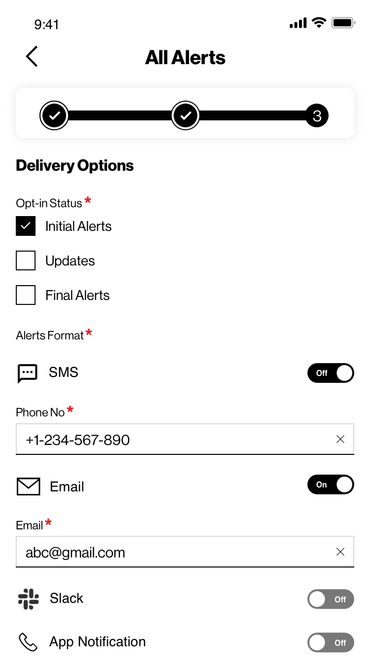 9:41
All Alerts
3
Delivery Options
Opt-in Status *
Initial Alerts
Updates
Final Alerts
Alerts Format *
SMS
Off
Phone No *
+1-234-567-890
Email
On
Email *
abc@gmail.com
Slack
Off
App Notification
Off